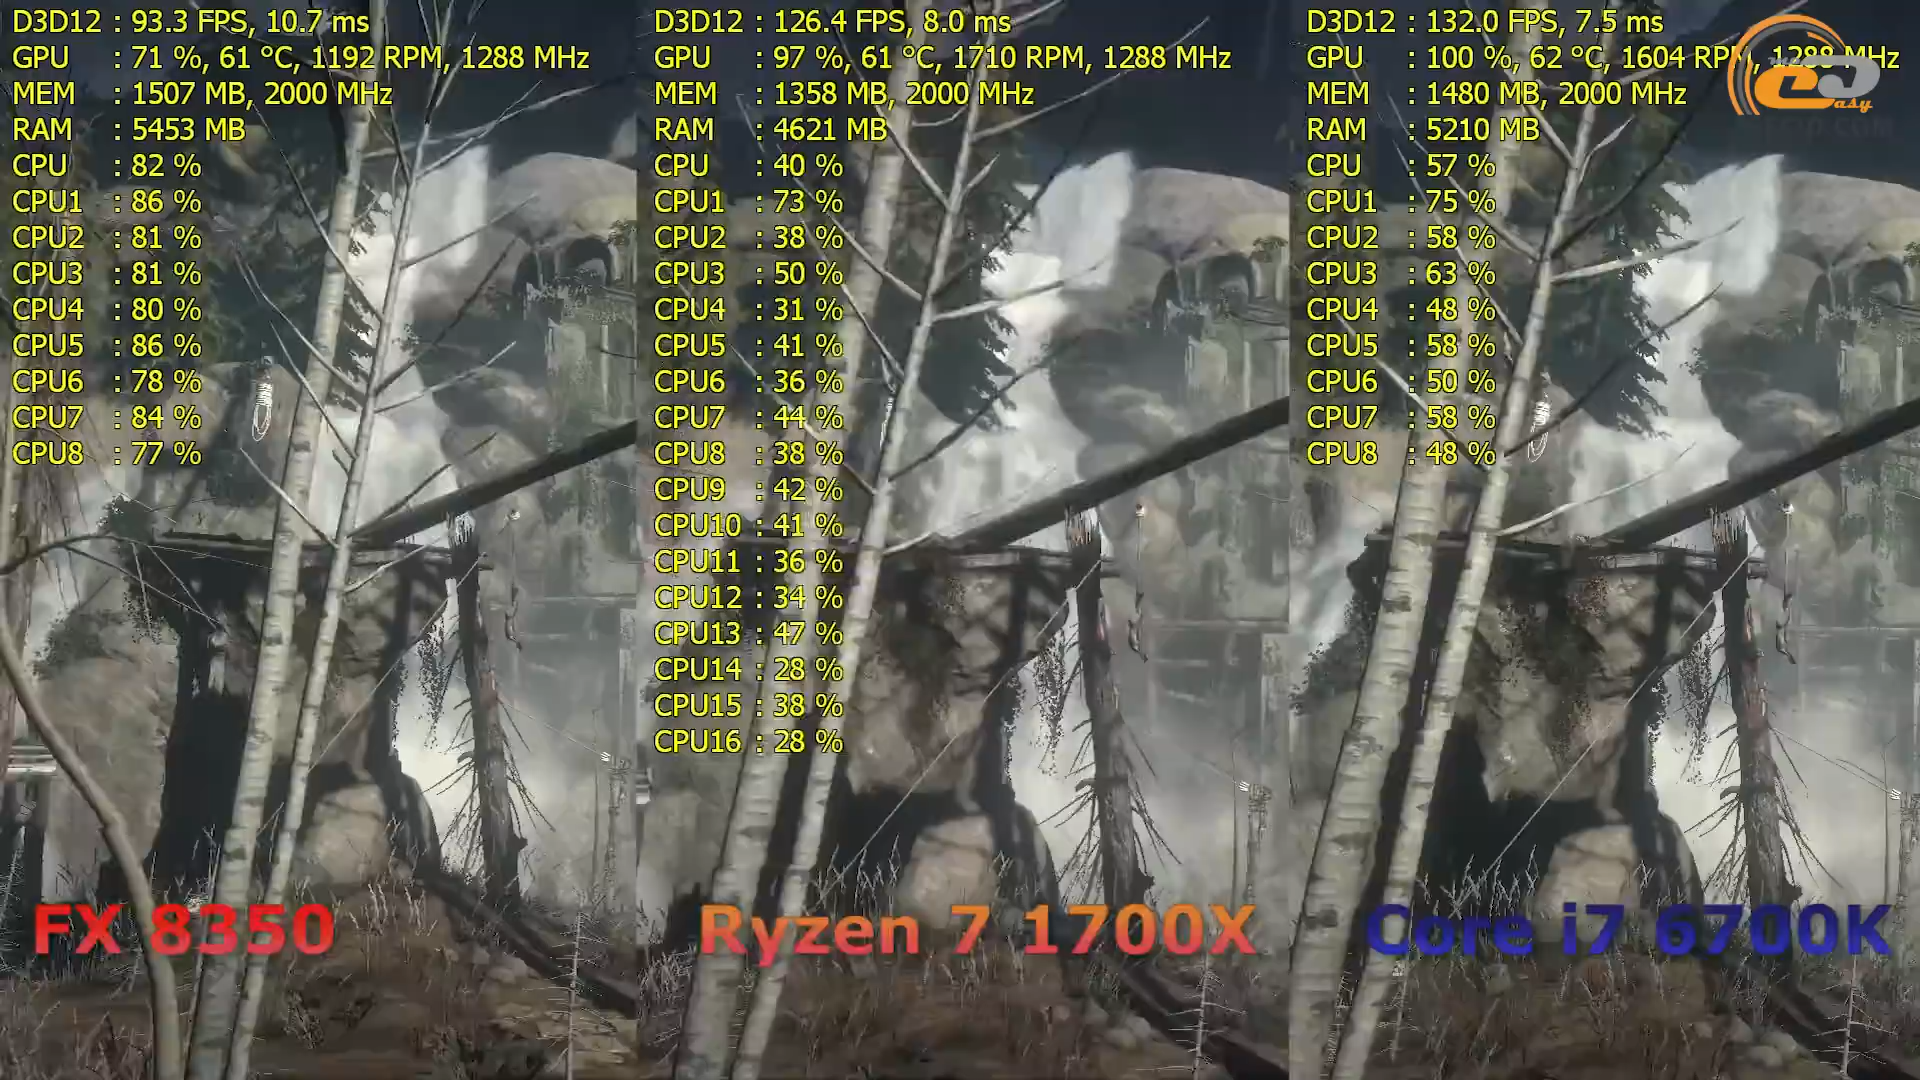 D3D12 : 93.3 FPS, 10.7 ms
GPU : 71 %, 61 °C, 1192 RPM, 1288 MHz
MEM : 1507 MB, 2000 MHz
RAM : 5453 MB
CPU : 82 %
CPU1 : 86 %
CPU2 : 81 %
CPU3 : 81 %
CPU4 : 80 %
CPU5 : 86 %
CPU6 : 78 %
CPU7 : 84 %
CPU8 : 77 %
FX 8350
D3D12 : 126.4 FPS, 8.0 ms
GPU : 97 %, 61 °C, 1710 RPM, 1288 MHz
MEM : 1358 MB, 2000 MHz
RAM : 4621 MB
CPU : 40 %
CPU1 : 73 %
CPU2 : 38 %
CPU3 : 50 %
CPU4 : 31 %
CPU5 : 41 %
CPU6 : 36 %
CPU7 : 44 %
CPU8 : 38 %
CPU9 : 42 %
CPU10 : 41 %
CPU11 : 36 %
CPU12 : 34 %
CPU13 : 47 %
CPU14 : 28 %
CPU15 : 38 %
CPU16 : 28 %
Ryzen 7 1700X
D3D12 : 132.0 FPS, 7.5 ms
GPU : 100 %, 62 °C, 1604 RPM, 1288 MHz
MEM : 1480 MB, 2000 MHz
RAM : 5210 MB
CPU : 57 %
CPU1 : 75 %
CPU2 : 58 %
CPU3 : 63 %
CPU4 : 48 %
CPU5 : 58 %
CPU6 : 50 %
CPU7 : 58 %
CPU8 : 48 %
Core i7 6700K
asy